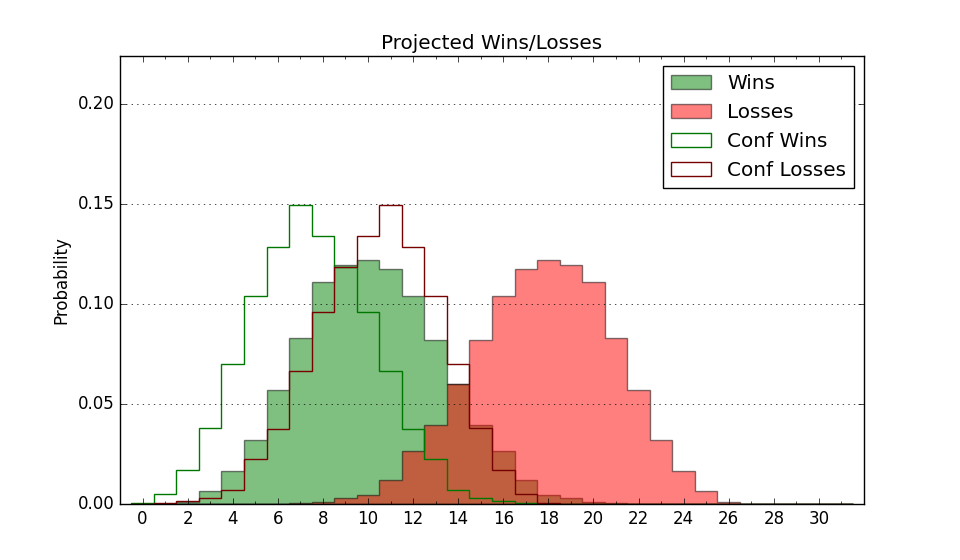 Projected Wins/Losses
Wins
Losses
Conf Wins
Conf Losses
0.20
0.15
0.10
0.05
0.00
Probability
0 2 4 6 8 10 12 14 16 18 20 22 24 26 28 30